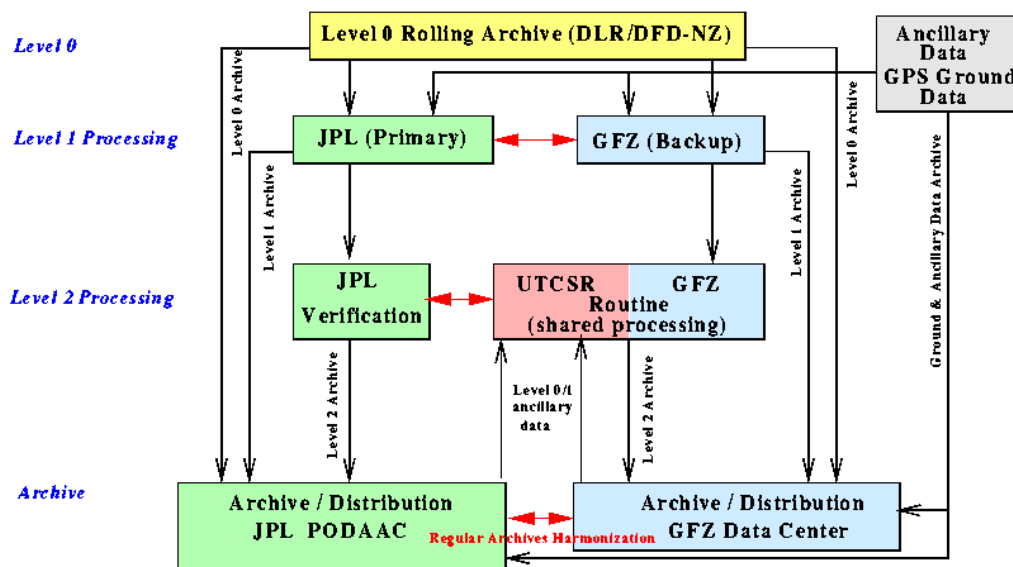 Level 0
Level 0 Rolling Archive (DLR/DFD-NZ)
Ancillary
Data
GPS Ground
Data
Level 0 Archive
Level 0 Archive
Level 1 Processing
JPL (Primary)
GFZ (Backup)
Level 1 Archive
Level 1 Archive
Ground & Ancillary Data Archive
Level 2 Processing
JPL
Verification
UTCSR GFZ
Routine
(shared processing)
Level 2 Archive
Level 0/1
ancillary
data
Level 2 Archive
Archive
Archive / Distribution
JPL PODAAC
Regular Archives Harmonization
Archive / Distribution
GFZ Data Center